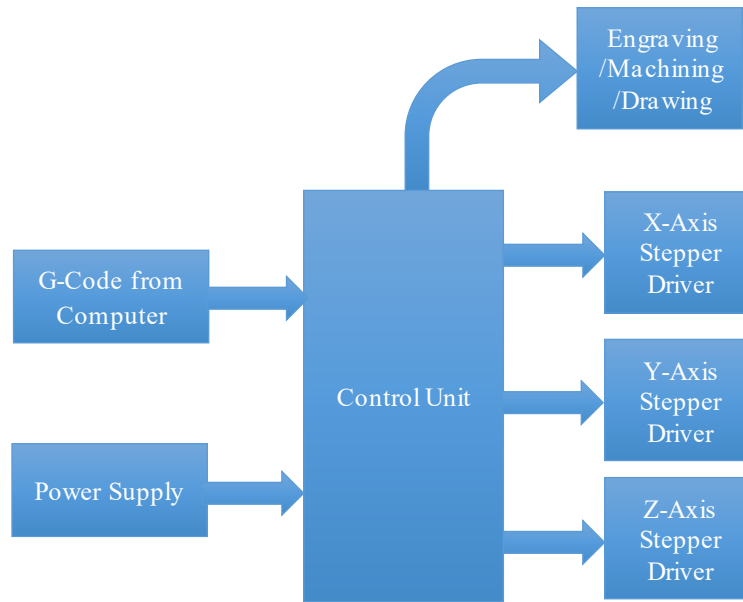 Engraving
/Machining
/Drawing
X-Axis
Stepper
Driver
G-Code from
Computer
Control Unit
Y-Axis
Stepper
Driver
Power Supply
Z-Axis
Stepper
Driver